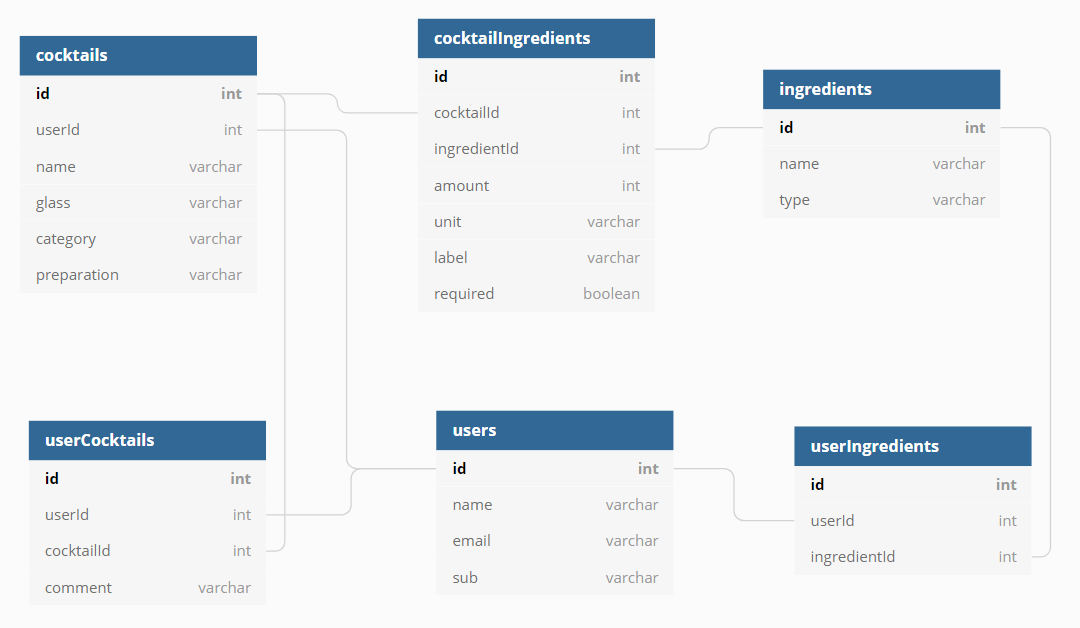 cocktails
id int
userId int
name varchar
glass varchar
category varchar
preparation varchar
cocktailIngredients
id int
cocktailId int
ingredientId int
amount int
unit varchar
label varchar
required boolean
ingredients
id int
name varchar
type varchar
userCocktails
id int
userId int
cocktailId int
comment varchar
users
id int
name varchar
email varchar
sub varchar
userIngredients
id int
userId int
ingredientId int